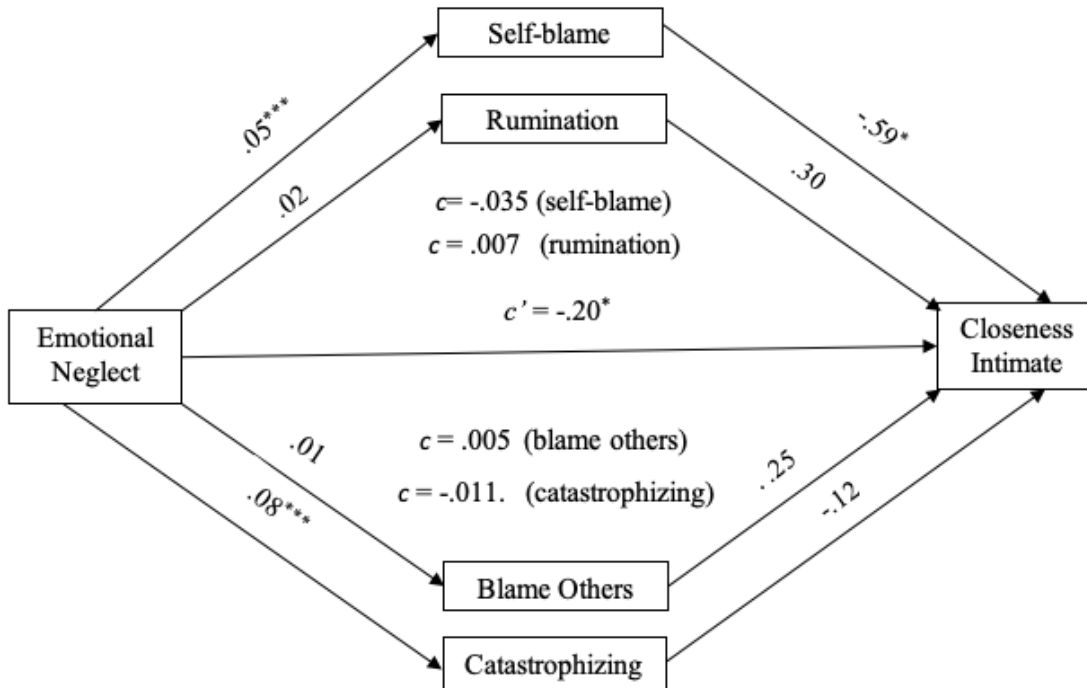 Self-blame
.05***
-.59*
Rumination
.02
.30
c= -.035 (self-blame)
c = .007 (rumination)
c’ = -.20*
Emotional
Neglect
Closeness
Intimate
.01
c = .005 (blame others)
. .25
.08***
c = -.011. (catastrophizing)
-.12
Blame Others
Catastrophizing